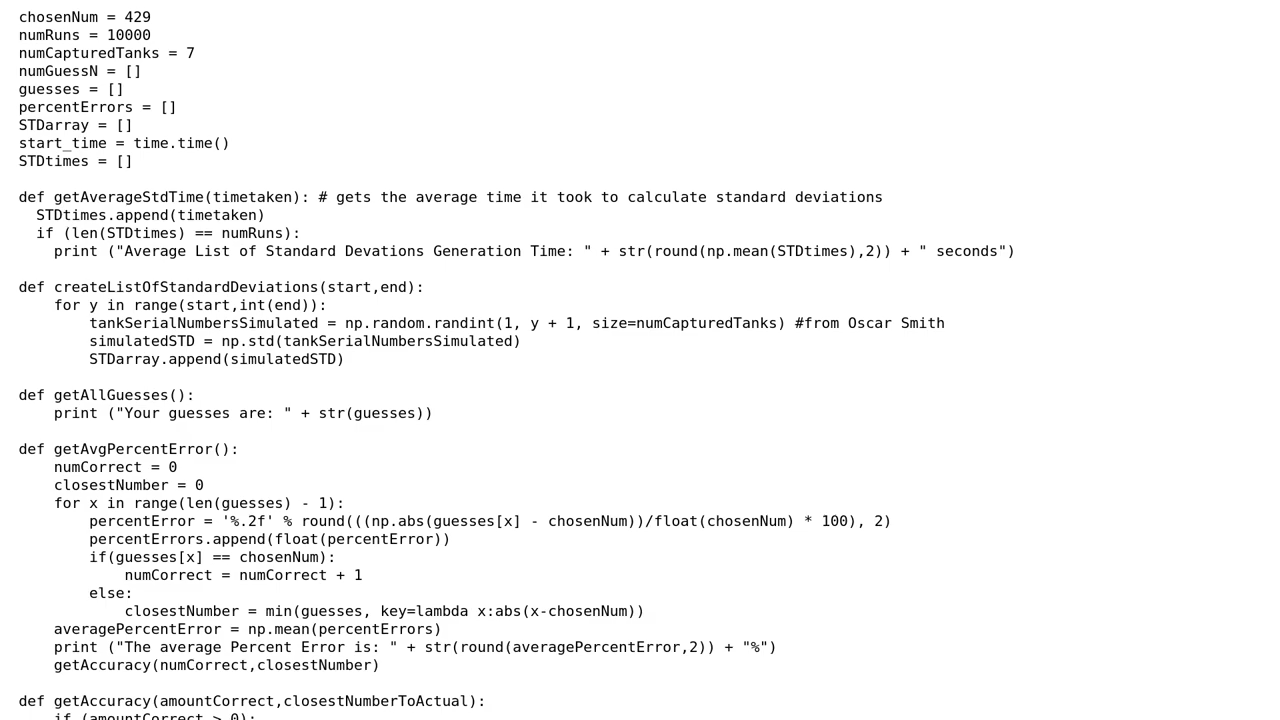 chosenNum = 429
numRuns = 10000
numCapturedTanks = 7
numGuessN = []
guesses = []
percentErrors = []
STDarray = []
start_time = time.time()
STDtimes = []

def getAverageStdTime(timetaken): # gets the average time it took to calculate standard deviations
  STDtimes.append(timetaken)
  if (len(STDtimes) == numRuns):
    print ("Average List of Standard Devations Generation Time: " + str(round(np.mean(STDtimes),2)) + " seconds")

def createListOfStandardDeviations(start,end):
    for y in range(start,int(end)):
        tankSerialNumbersSimulated = np.random.randint(1, y + 1, size=numCapturedTanks) #from Oscar Smith
        simulatedSTD = np.std(tankSerialNumbersSimulated)
        STDarray.append(simulatedSTD)

def getAllGuesses():
    print ("Your guesses are: " + str(guesses))

def getAvgPercentError():
    numCorrect = 0
    closestNumber = 0
    for x in range(len(guesses) - 1):
        percentError = '%.2f' % round(((np.abs(guesses[x] - chosenNum))/float(chosenNum) * 100), 2)
        percentErrors.append(float(percentError))
        if(guesses[x] == chosenNum):
            numCorrect = numCorrect + 1
        else:
            closestNumber = min(guesses, key=lambda x:abs(x-chosenNum))
    averagePercentError = np.mean(percentErrors)
    print ("The average Percent Error is: " + str(round(averagePercentError,2)) + "%")
    getAccuracy(numCorrect,closestNumber)

def getAccuracy(amountCorrect,closestNumberToActual):
    if (amountCorrect > 0):